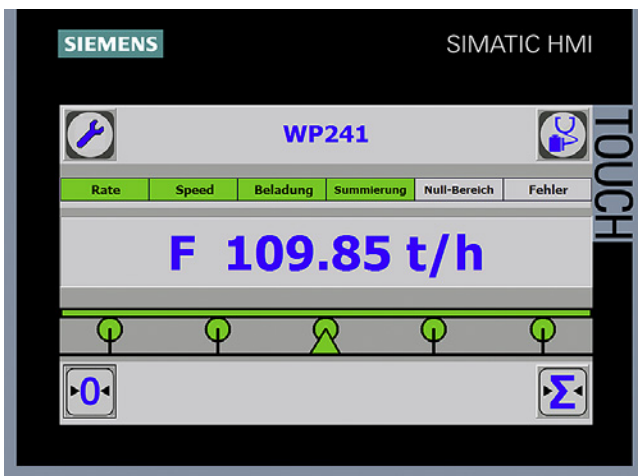 SIEMENS
SIMATIC HMI
TOUCH
WP241
Rate Speed Beladung Summierung Null-Bereich Fehler
F 109.85 t/h
0
Σ